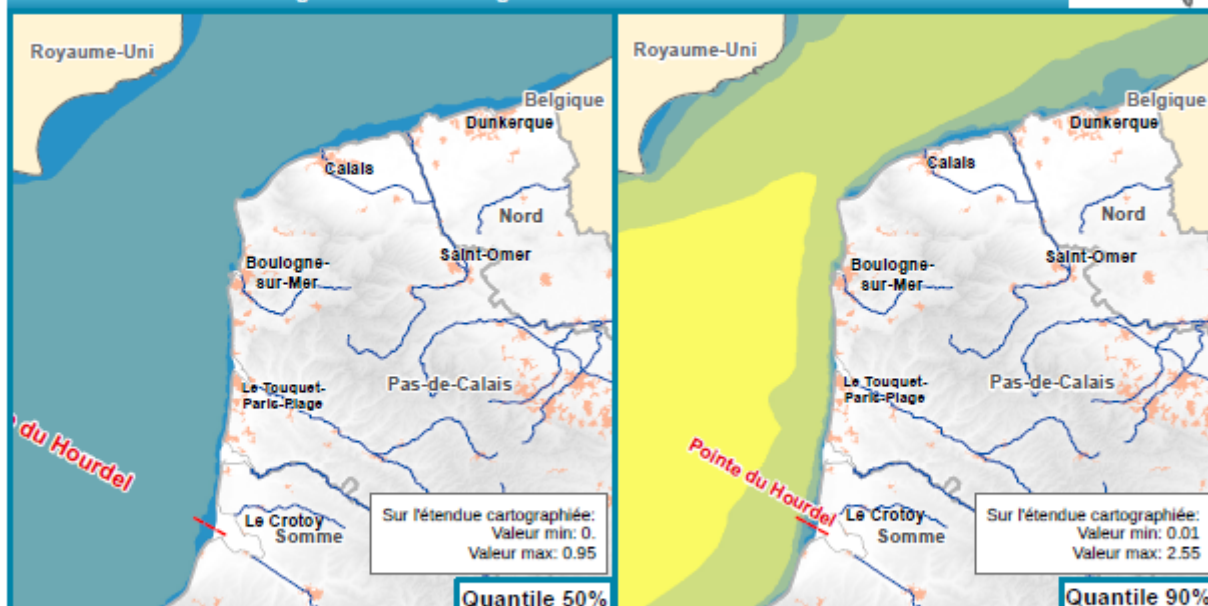 Royaume-Uni
Belgique
Dunkerque
Calais
Nord
Saint-Omer
Boulogne-
sur-Mer
Pas-de-Calais
Le Touquet-
Paris-Plage
du Hourdel
Le Crotoy
Somme
Sur l'étendue cartographiée:
Valeur min: 0.
Valeur max: 0.95
Quantile 50%
Royaume-Uni
Belgique
Dunkerque
Calais
Nord
Saint-Omer
Boulogne-
sur-Mer
Pas-de-Calais
Le Touquet-
Paris-Plage
Pointe du Hourdel
Le Crotoy
Somme
Sur l'étendue cartographiée:
Valeur min: 0.01
Valeur max: 2.55
Quantile 90%